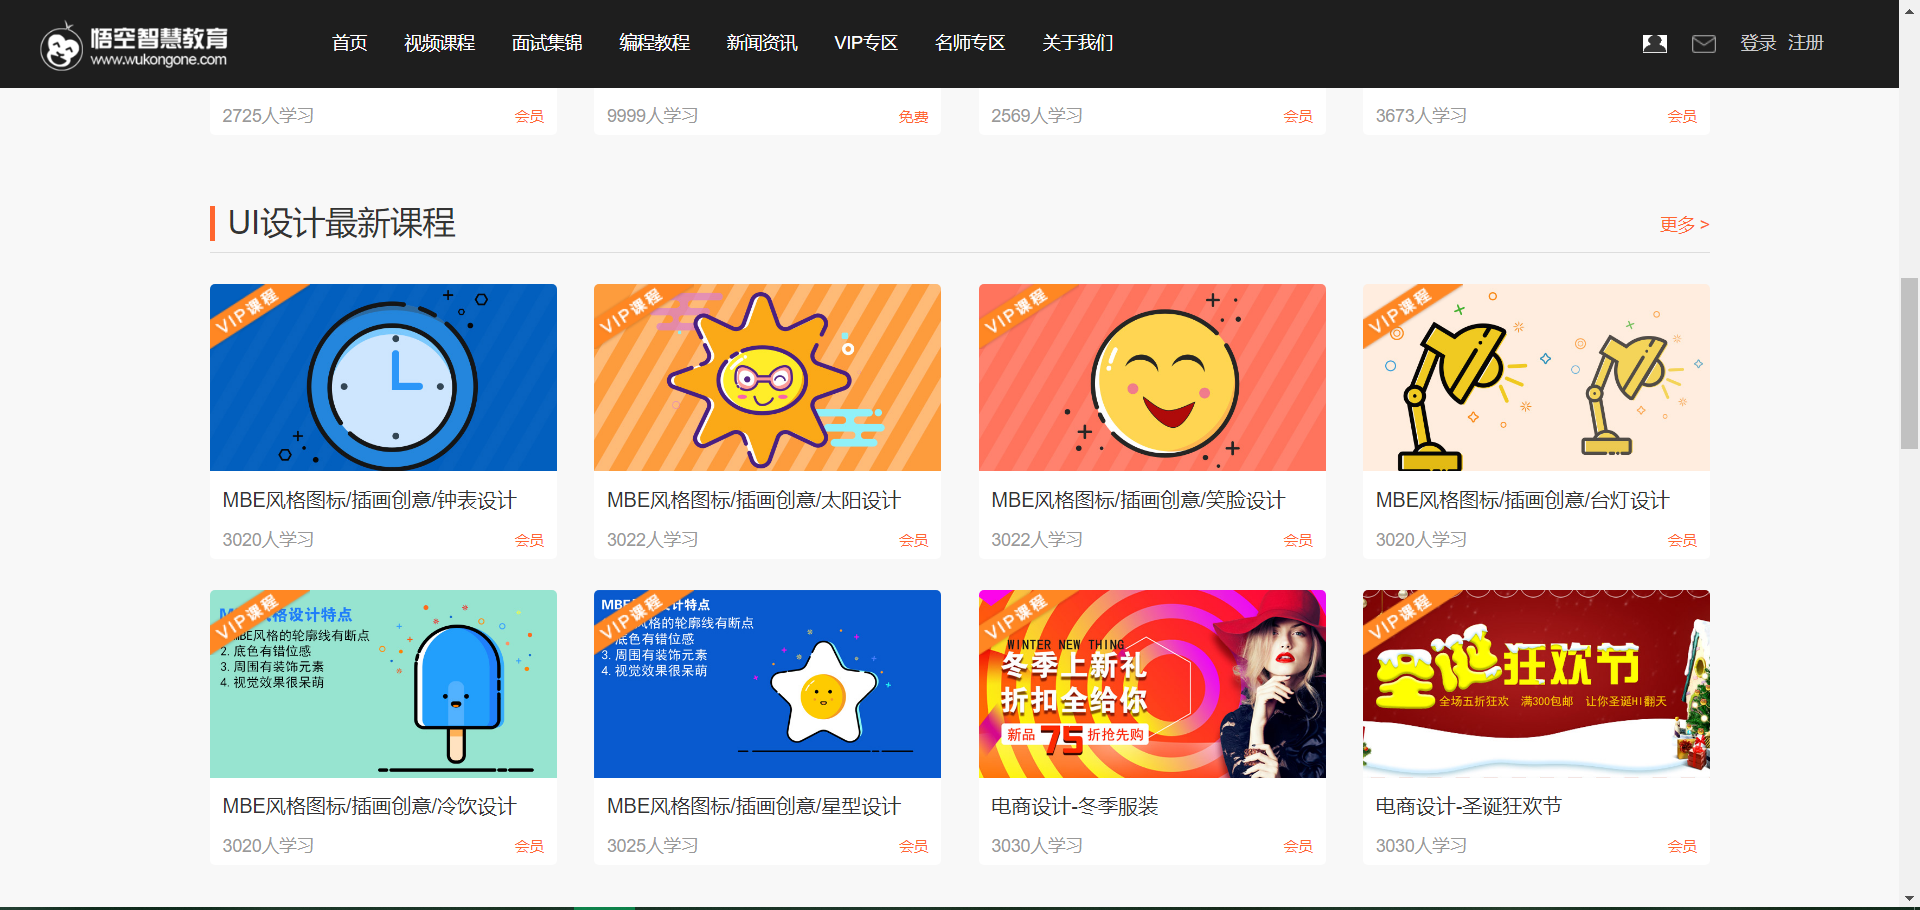 悟空智慧教育
www.wukongone.com
首页 视频课程 面试集锦 编程教程 新闻资讯 VIP专区 名师专区 关于我们
登录 注册
2725人学习 会员
9999人学习 免费
2569人学习 会员
3673人学习 会员
UI设计最新课程
更多 >
VIP课程
MBE风格图标/插画创意/钟表设计
3020人学习 会员
VIP课程
MBE风格图标/插画创意/太阳设计
3022人学习 会员
VIP课程
MBE风格图标/插画创意/笑脸设计
3022人学习 会员
VIP课程
MBE风格图标/插画创意/台灯设计
3020人学习 会员
VIP课程
格设计特点
MBE风格的轮廓线有断点
2. 底色有错位感
3. 周围有装饰元素
4. 视觉效果很呆萌
MBE风格图标/插画创意/冷饮设计
3020人学习 会员
VIP课程
MBE 计特点
风格的轮廓线有断点
底色有错位感
3. 周围有装饰元素
4. 视觉效果很呆萌
MBE风格图标/插画创意/星型设计
3025人学习 会员
VIP课程
WINTER NEW THING
冬季上新礼
折扣全给你
新品75折抢先购
电商设计-冬季服装
3030人学习 会员
VIP课程
圣诞狂欢节
全场五折狂欢 满300包邮 让你圣诞HI翻天
电商设计-圣诞狂欢节
3030人学习 会员